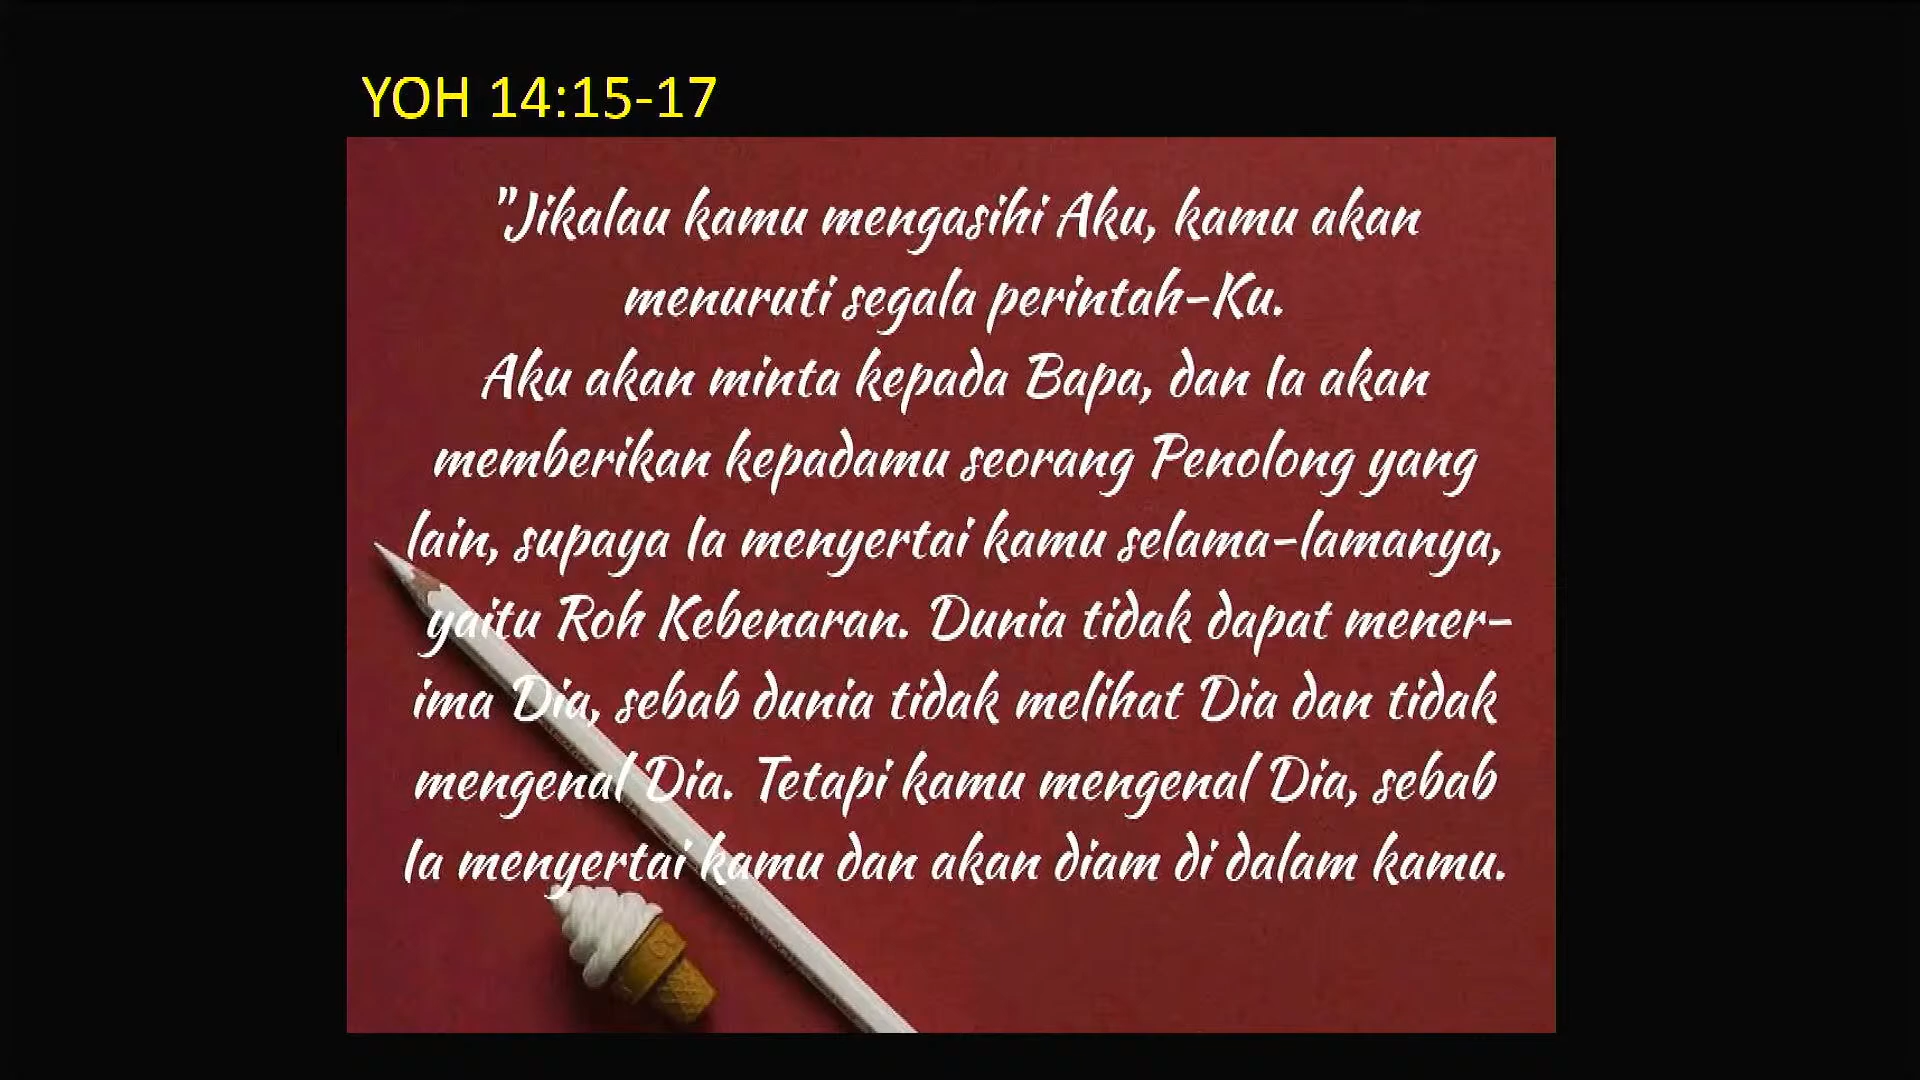 YOH 14:15-17
"Jikalau kamu mengasihi Aku, kamu akan
menuruti segala perintah-Ku.
Aku akan minta kepada Bapa, dan Ia akan
memberikan kepadamu seorang Penolong yang
lain, supaya Ia menyertai kamu selama-lamanya,
yaitu Roh Kebenaran. Dunia tidak dapat mener-
ima Dia, sebab dunia tidak melihat Dia dan tidak
mengenal Dia. Tetapi kamu mengenal Dia, sebab
Ia menyertai kamu dan akan diam di dalam kamu.